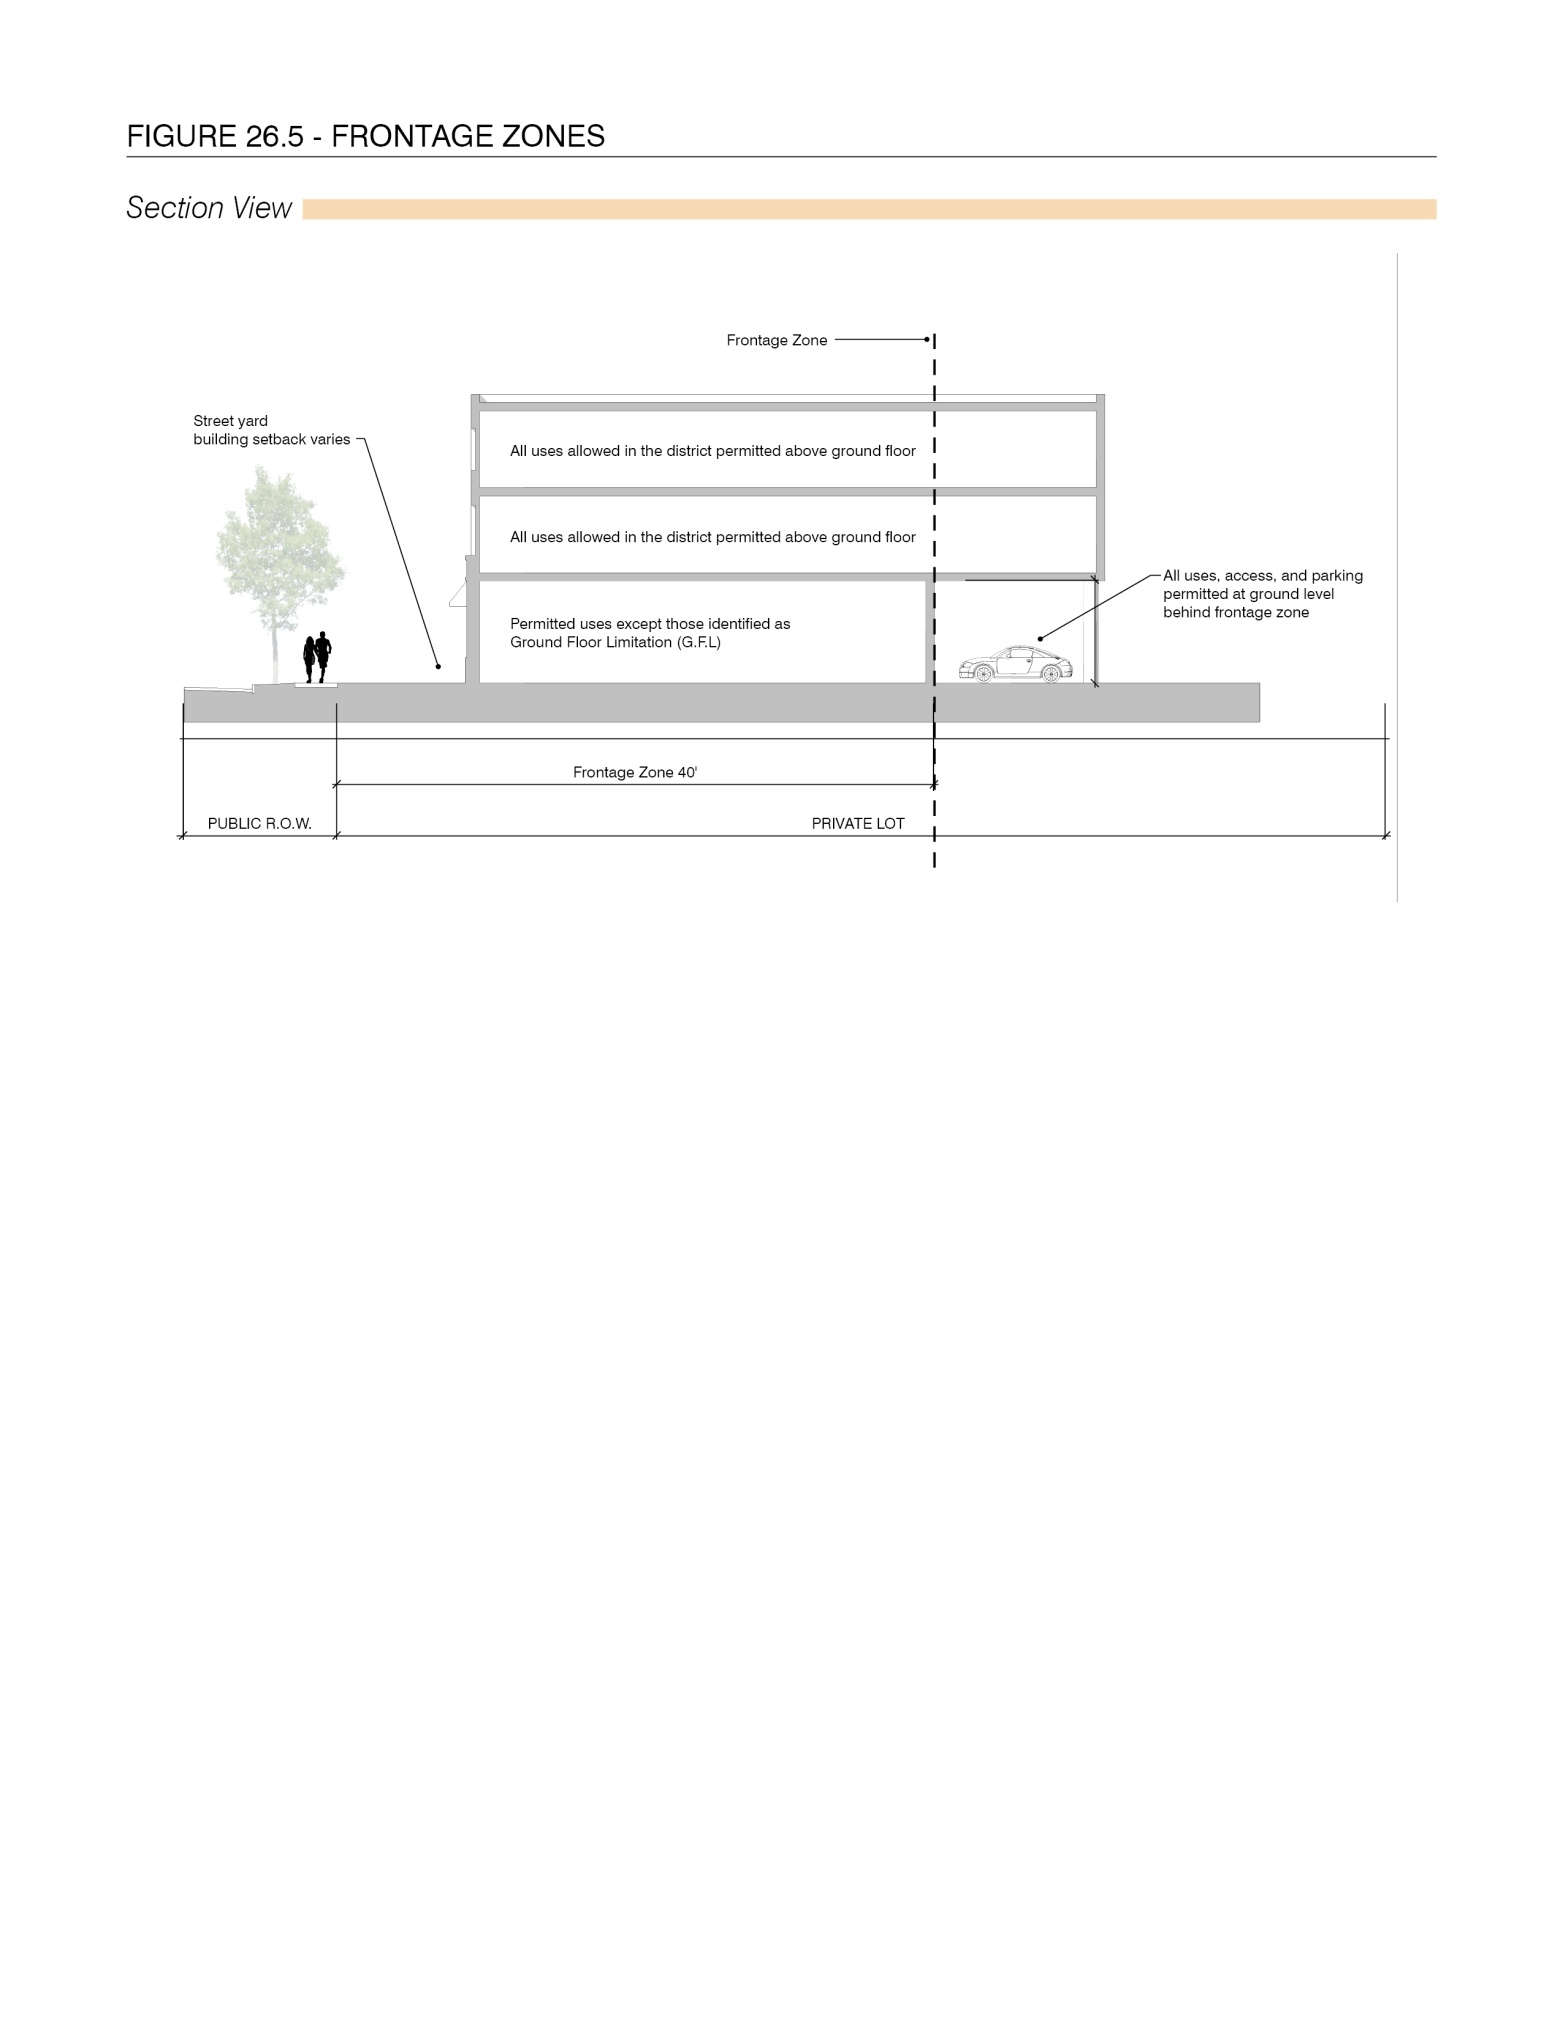 FIGURE 26.5 - FRONTAGE ZONES
Section View
Frontage Zone
Street yard
building setback varies
All uses allowed in the district permitted above ground floor
All uses allowed in the district permitted above ground floor
All uses, access, and parking
permitted at ground level
behind frontage zone
Permitted uses except those identified as
Ground Floor Limitation (G.F.L)
Frontage Zone 40'
PUBLIC R.O.W.
PRIVATE LOT